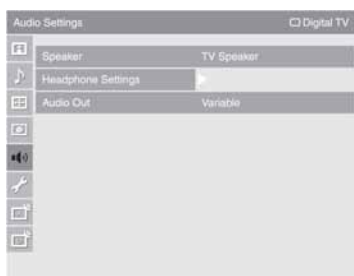 Audio Settings
Digital TV
Speaker TV Speaker
Headphone Settings
Audio Out Variable